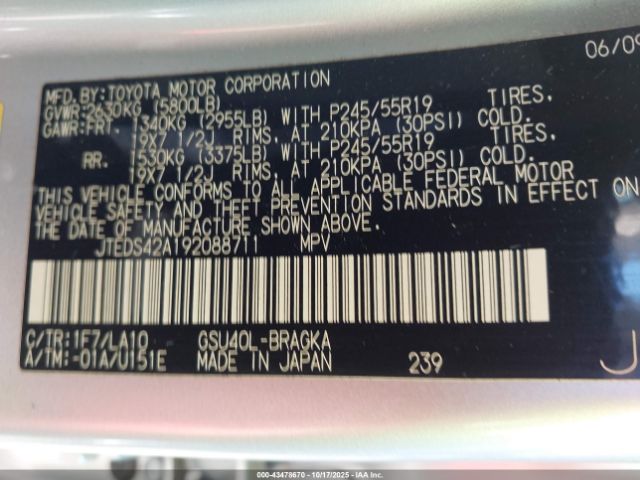 06/09
MFD.BY:TOYOTA MOTOR CORPORATION
GVWR:2630KG (5800LB)
GAWR:FRT. 1340KG (2955LB) WITH P245/55R19 TIRES,
19X7 1/2J RIMS, AT 210KPA (30PSI) COLD.
RR. 1530KG (3375LB) WITH P245/55R19 TIRES,
19X7 1/2J RIMS, AT 210KPA (30PSI) COLD.
THIS VEHICLE CONFORMS TO ALL APPLICABLE FEDERAL MOTOR
VEHICLE SAFETY AND THEFT PREVENTION STANDARDS IN EFFECT ON
THE DATE OF MANUFACTURE SHOWN ABOVE.
JTEDS42A192088711 MPV
C/TR:1F7/LA10 GSU40L-BRAGKA
A/TM:-01A/U151E MADE IN JAPAN 239
J
000-43478670 - 10/17/2025 - IAA Inc.